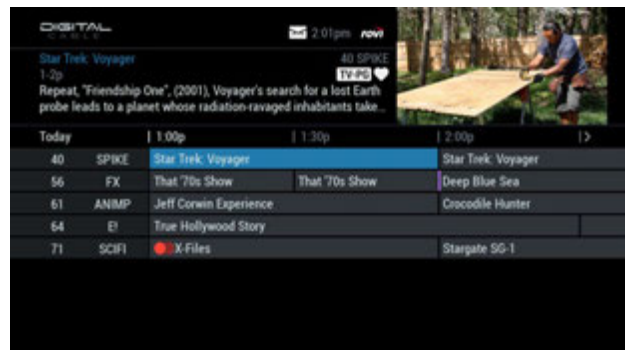 DIGITAL
CABLE
2:01pm rovi
Star Trek: Voyager 40 SPIKE
1-2p TV-PG
Repeat, "Friendship One", (2001), Voyager's search for a lost Earth
probe leads to a planet whose radiation-ravaged inhabitants take...
Today 1:00p 1:30p 2:00p
40 SPIKE Star Trek: Voyager Star Trek: Voyager
56 FX That '70s Show That '70s Show Deep Blue Sea
61 ANIMP Jeff Corwin Experience Crocodile Hunter
64 E! True Hollywood Story
71 SCIFI X-Files Stargate SG-1